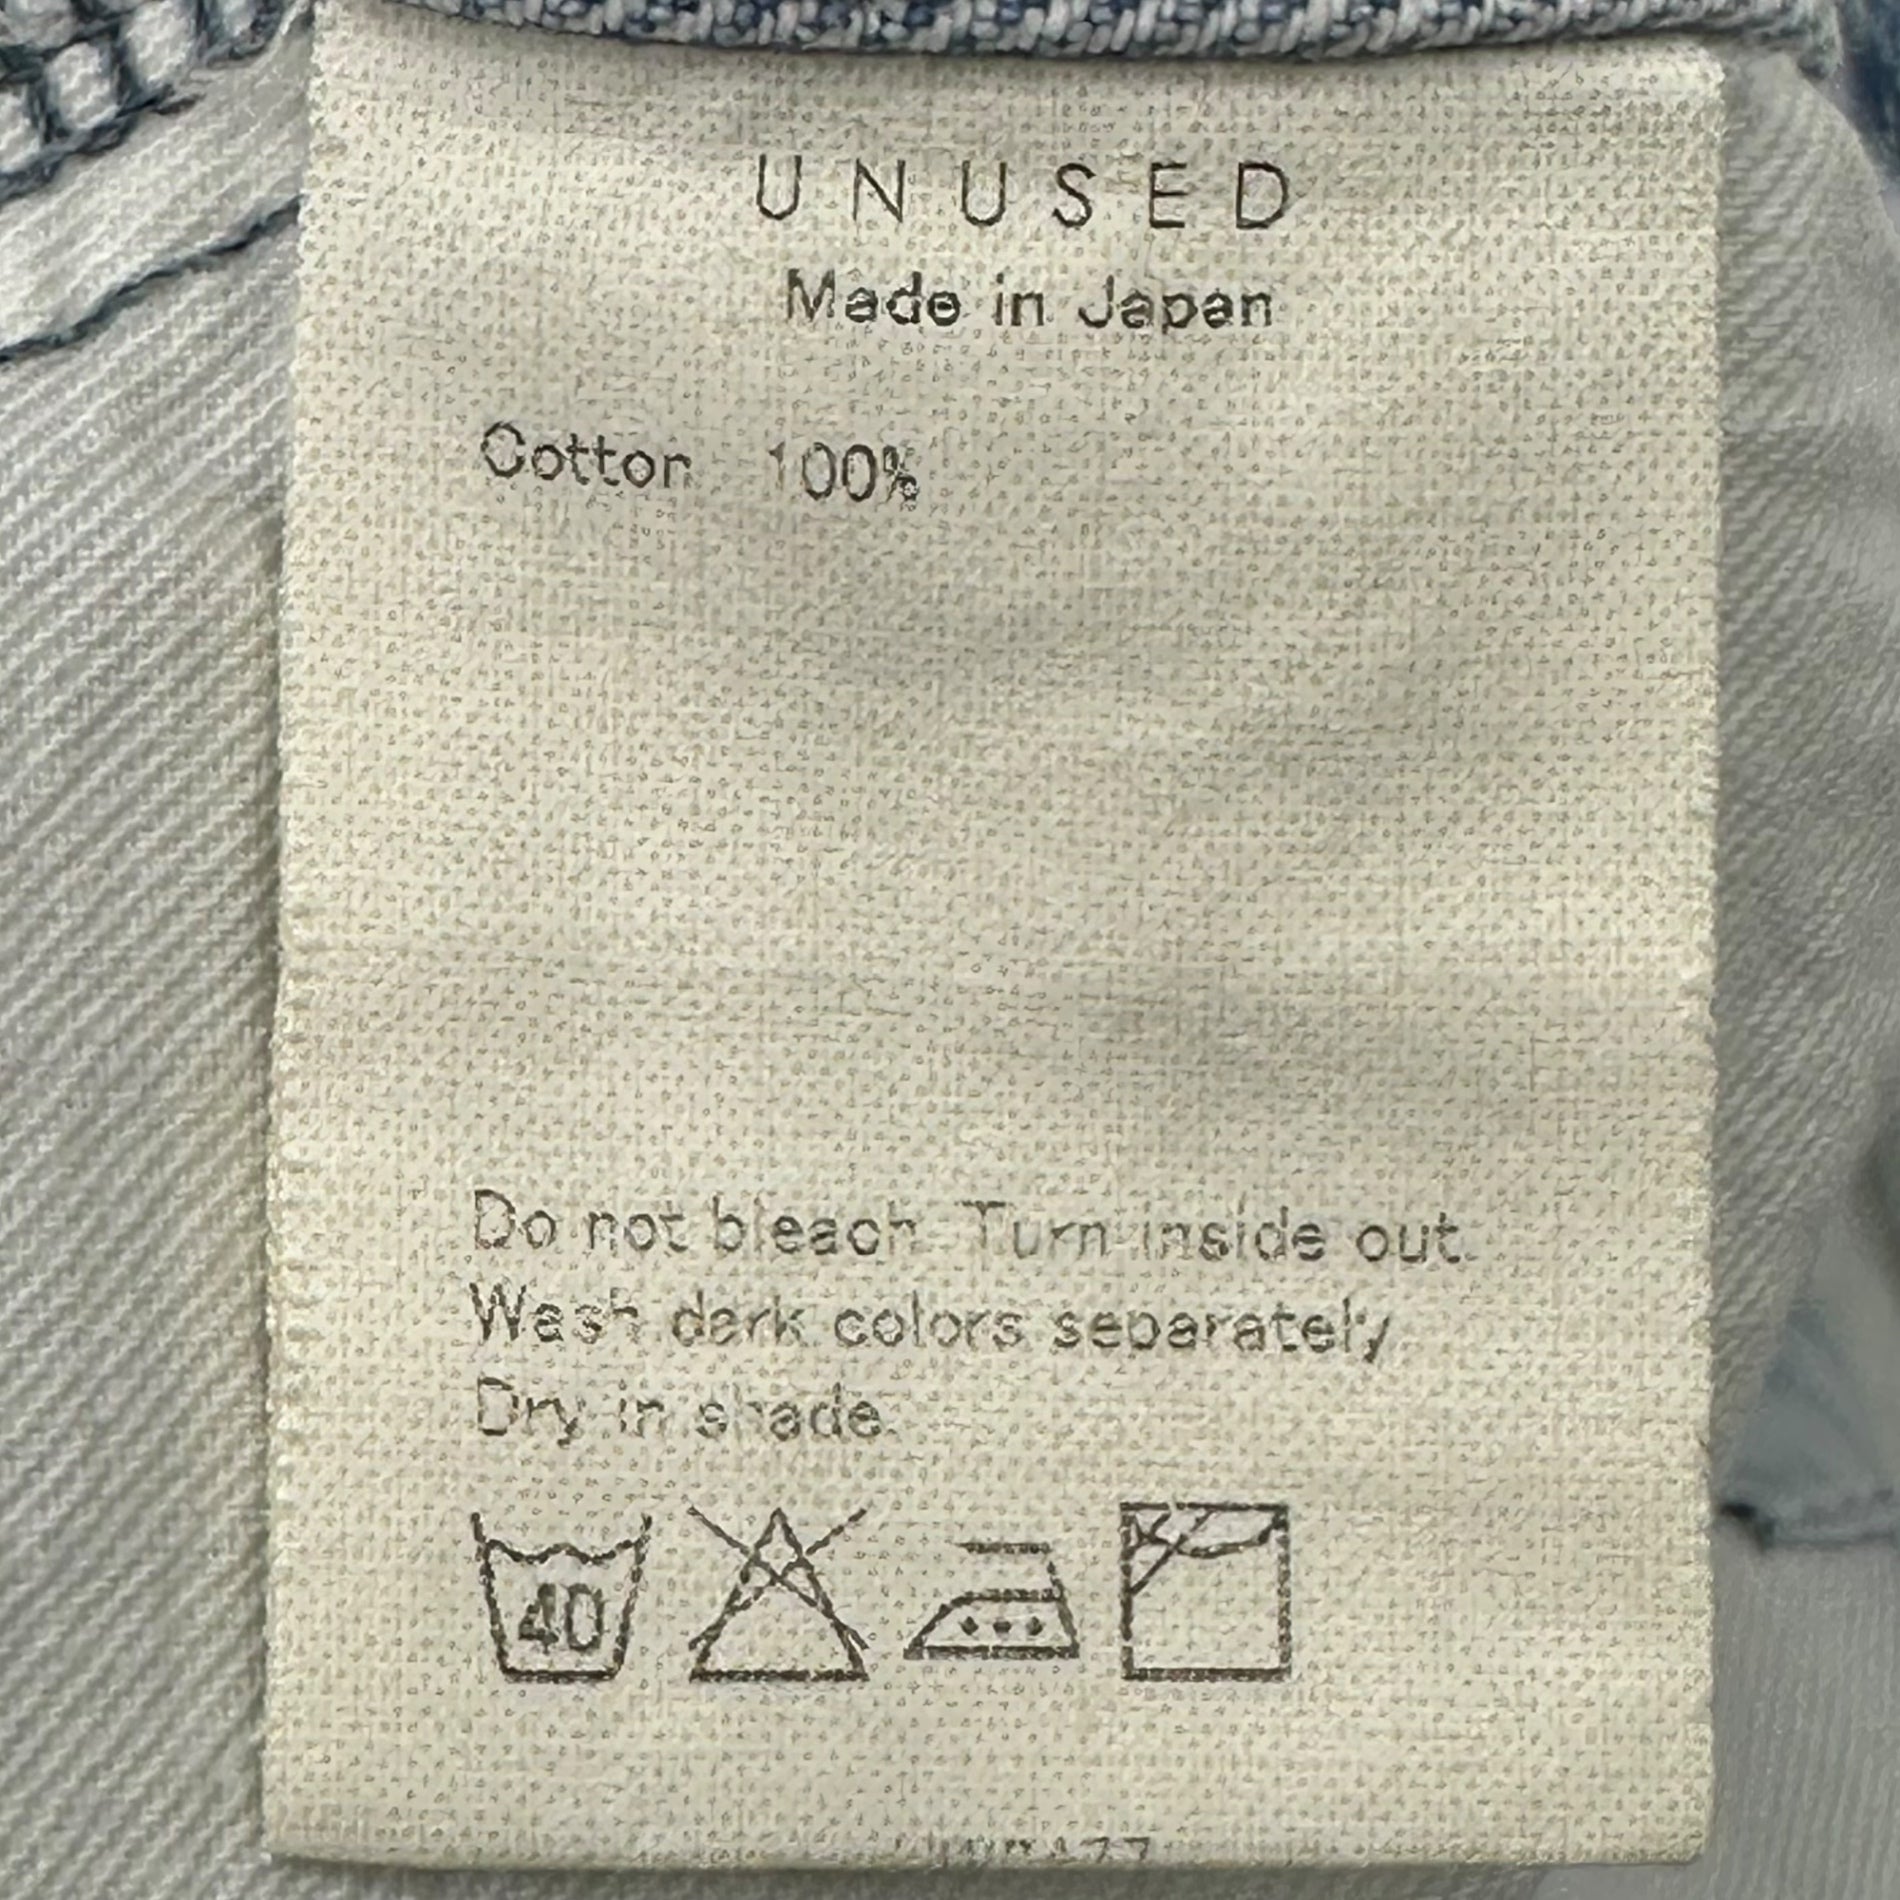 UNUSED
Made in Japan
Cotton 100%
Do not bleach. Turn inside out.
Wash dark colors separately
Dry in shade.
40